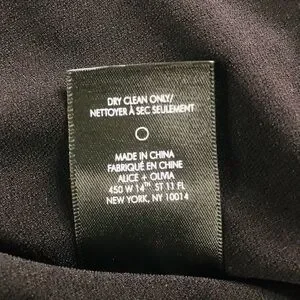 DRY CLEAN ONLY/
NETTOYER À SEC SEULEMENT
MADE IN CHINA
FABRIQUÉ EN CHINE
ALICE + OLIVIA
450 W 14TH ST 11 FL
NEW YORK, NY 10014